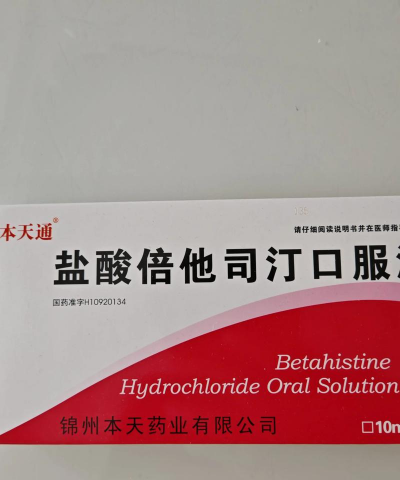 本天通®
请仔细阅读说明书并在医师指
盐酸倍他司汀口服
国药准字H10920134
Betahistine
Hydrochloride Oral Solution
锦州本天药业有限公司
□10m